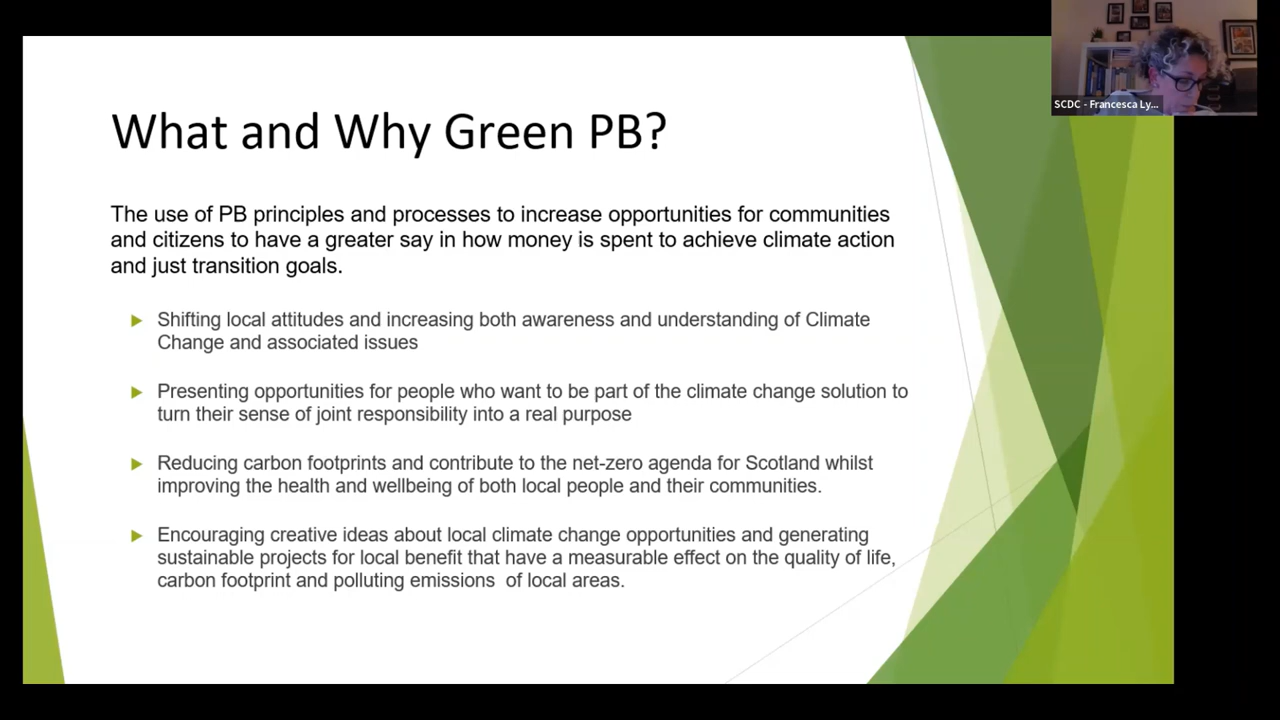 What and Why Green PB?
The use of PB principles and processes to increase opportunities for communities
and citizens to have a greater say in how money is spent to achieve climate action
and just transition goals.
Shifting local attitudes and increasing both awareness and understanding of Climate
Change and associated issues
Presenting opportunities for people who want to be part of the climate change solution to
turn their sense of joint responsibility into a real purpose
Reducing carbon footprints and contribute to the net-zero agenda for Scotland whilst
improving the health and wellbeing of both local people and their communities.
Encouraging creative ideas about local climate change opportunities and generating
sustainable projects for local benefit that have a measurable effect on the quality of life,
carbon footprint and polluting emissions  of local areas.
SCDC - Francesca Ly...